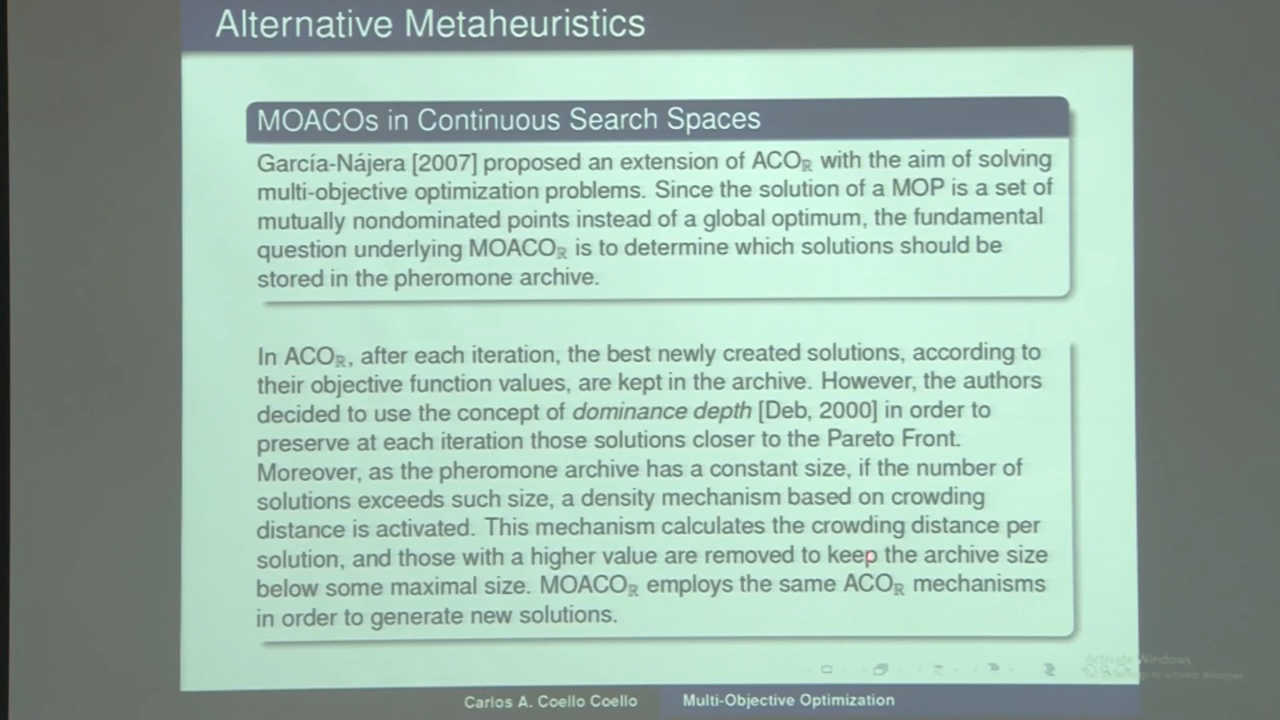 Alternative Metaheuristics
MOACOs in Continuous Search Spaces
García-Nájera [2007] proposed an extension of ACOℝ with the aim of solving
multi-objective optimization problems. Since the solution of a MOP is a set of
mutually nondominated points instead of a global optimum, the fundamental
question underlying MOACOℝ is to determine which solutions should be
stored in the pheromone archive.
In ACOℝ, after each iteration, the best newly created solutions, according to
their objective function values, are kept in the archive. However, the authors
decided to use the concept of dominance depth [Deb, 2000] in order to
preserve at each iteration those solutions closer to the Pareto Front.
Moreover, as the pheromone archive has a constant size, if the number of
solutions exceeds such size, a density mechanism based on crowding
distance is activated. This mechanism calculates the crowding distance per
solution, and those with a higher value are removed to keep the archive size
below some maximal size. MOACOℝ employs the same ACOℝ mechanisms
in order to generate new solutions.
Activate Windows
to activate Windows.
Carlos A. Coello Coello
Multi-Objective Optimization